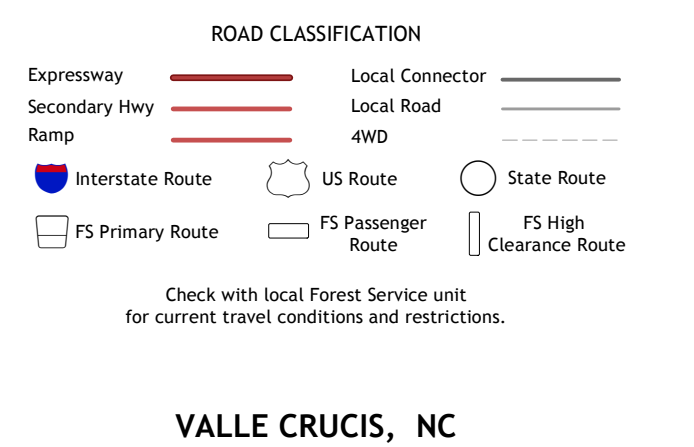 ROAD CLASSIFICATION
Expressway
Local Connector
Secondary Hwy
Local Road
Ramp
4WD
Interstate Route
US Route
State Route
FS Primary Route
FS Passenger
Route
FS High
Clearance Route
Check with local Forest Service unit
for current travel conditions and restrictions.
VALLE CRUCIS, NC